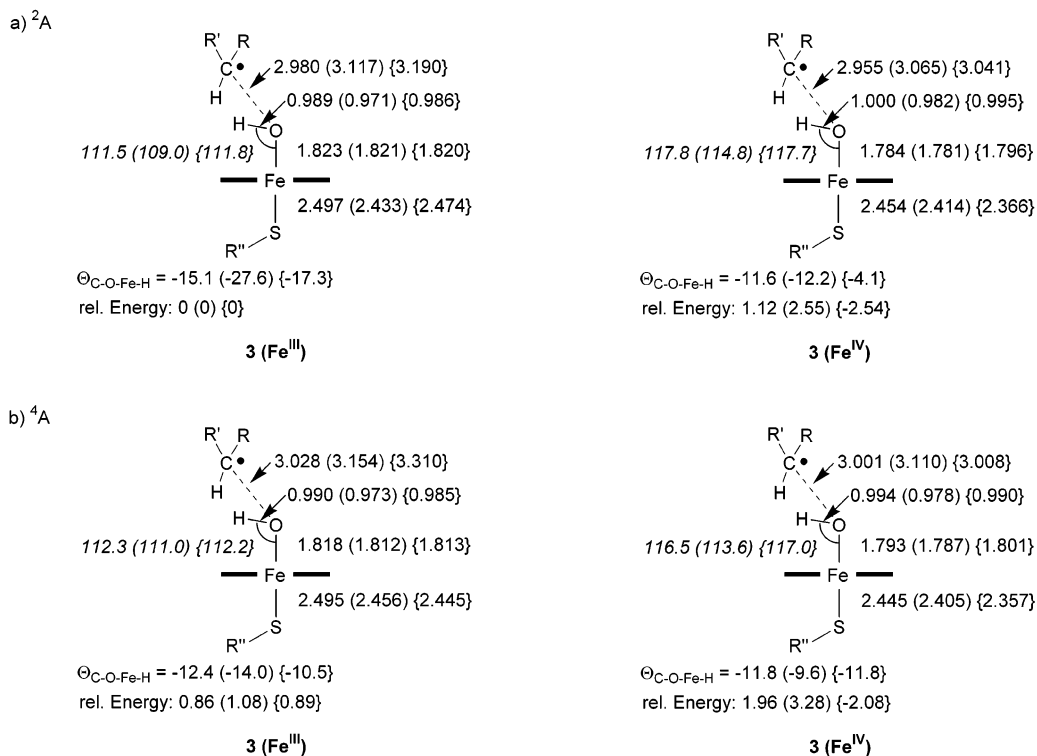 a) ²A
R' R
C•
H
2.980 (3.117) {3.190}
0.989 (0.971) {0.986}
H O
111.5 (109.0) {111.8}
1.823 (1.821) {1.820}
Fe
2.497 (2.433) {2.474}
S
R"
Θ_C-O-Fe-H = -15.1 (-27.6) {-17.3}
rel. Energy: 0 (0) {0}
3 (Fe^III)
R' R
C•
H
2.955 (3.065) {3.041}
1.000 (0.982) {0.995}
H O
117.8 (114.8) {117.7}
1.784 (1.781) {1.796}
Fe
2.454 (2.414) {2.366}
S
R"
Θ_C-O-Fe-H = -11.6 (-12.2) {-4.1}
rel. Energy: 1.12 (2.55) {-2.54}
3 (Fe^IV)
b) ⁴A
R' R
C•
H
3.028 (3.154) {3.310}
0.990 (0.973) {0.985}
H O
112.3 (111.0) {112.2}
1.818 (1.812) {1.813}
Fe
2.495 (2.456) {2.445}
S
R"
Θ_C-O-Fe-H = -12.4 (-14.0) {-10.5}
rel. Energy: 0.86 (1.08) {0.89}
3 (Fe^III)
R' R
C•
H
3.001 (3.110) {3.008}
0.994 (0.978) {0.990}
H O
116.5 (113.6) {117.0}
1.793 (1.787) {1.801}
Fe
2.445 (2.405) {2.357}
S
R"
Θ_C-O-Fe-H = -11.8 (-9.6) {-11.8}
rel. Energy: 1.96 (3.28) {-2.08}
3 (Fe^IV)